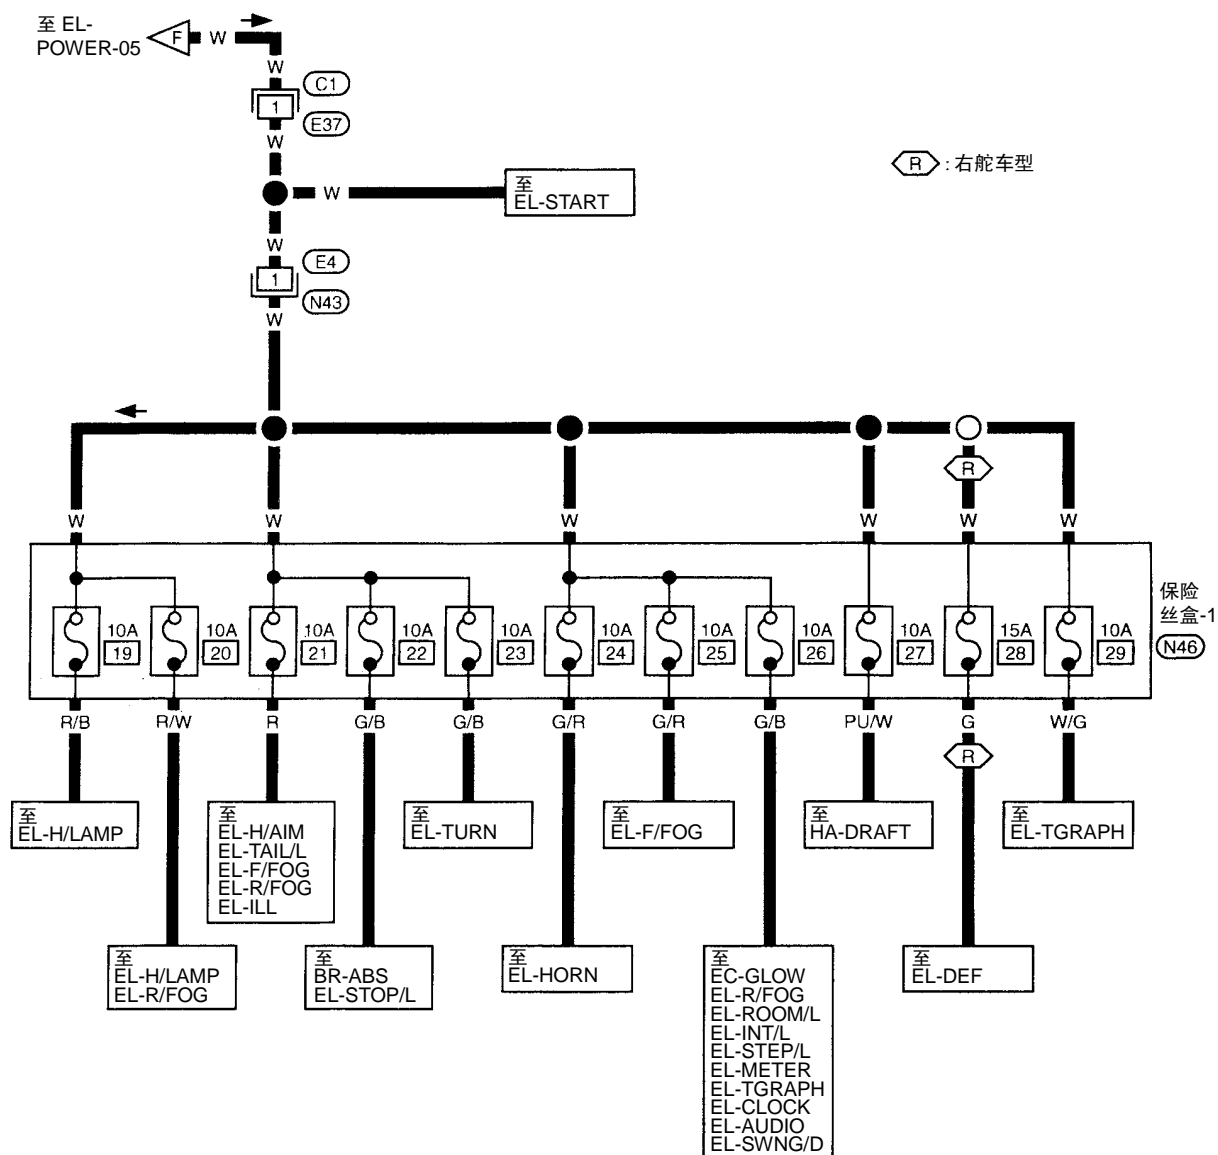 至 EL-
POWER-05
F
W
W
C1
1
E37
W
R : 右舵车型
W
至
EL-START
W
E4
1
N43
W
R
W W W W W W
保险
丝盒-1
N46
10A 10A 10A 10A 10A 10A 10A 10A 10A 15A 10A
19 20 21 22 23 24 25 26 27 28 29
R/B R/W R G/B G/B G/R G/R G/B PU/W G W/G
R
至
EL-H/LAMP
至
EL-H/AIM
EL-TAIL/L
EL-F/FOG
EL-R/FOG
EL-ILL
至
EL-TURN
至
EL-F/FOG
至
HA-DRAFT
至
EL-TGRAPH
至
EL-H/LAMP
EL-R/FOG
至
BR-ABS
EL-STOP/L
至
EL-HORN
至
EC-GLOW
EL-R/FOG
EL-ROOM/L
EL-INT/L
EL-STEP/L
EL-METER
EL-TGRAPH
EL-CLOCK
EL-AUDIO
EL-SWNG/D
至
EL-DEF